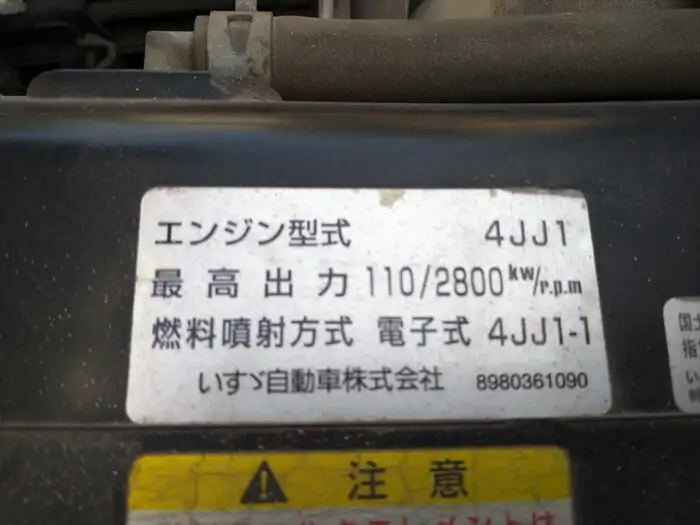 エンジン型式 4JJ1
最高出力 110/2800 kw/r.p.m
燃料噴射方式 電子式 4JJ1-1
いすゞ自動車株式会社 8980361090
注意